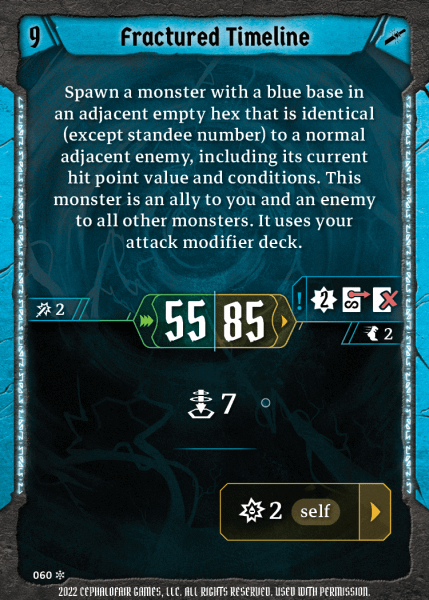 9 Fractured Timeline
Spawn a monster with a blue base in
an adjacent empty hex that is identical
(except standee number) to a normal
adjacent enemy, including its current
hit point value and conditions. This
monster is an ally to you and an enemy
to all other monsters. It uses your
attack modifier deck.
2
55 85
! 2
2
7
2 self
060
2022 CEPHALOFAIR GAMES, LLC. ALL RIGHTS RESERVED. USED WITH PERMISSION.